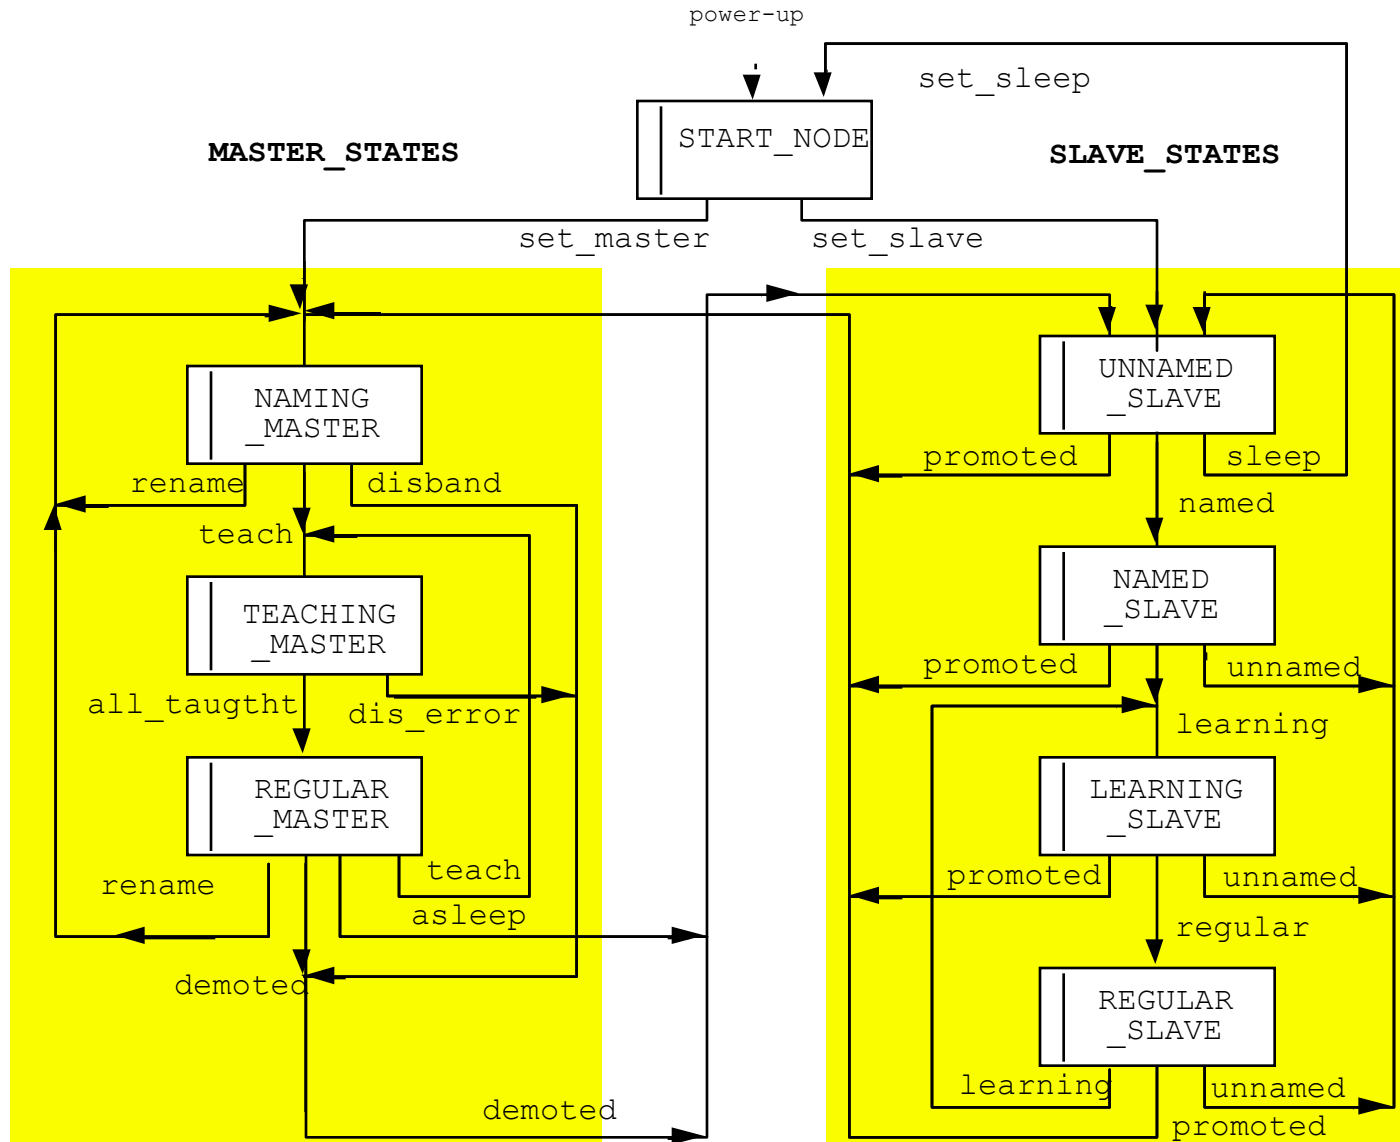 power-up
set_sleep
START_NODE
MASTER_STATES
SLAVE_STATES
set_master
set_slave
NAMING
_MASTER
UNNAMED
_SLAVE
rename
disband
promoted
sleep
named
teach
TEACHING
_MASTER
NAMED
_SLAVE
promoted
unnamed
all_taugtht
dis_error
learning
REGULAR
_MASTER
LEARNING
_SLAVE
rename
teach
promoted
unnamed
asleep
regular
demoted
REGULAR
_SLAVE
learning
unnamed
demoted
promoted